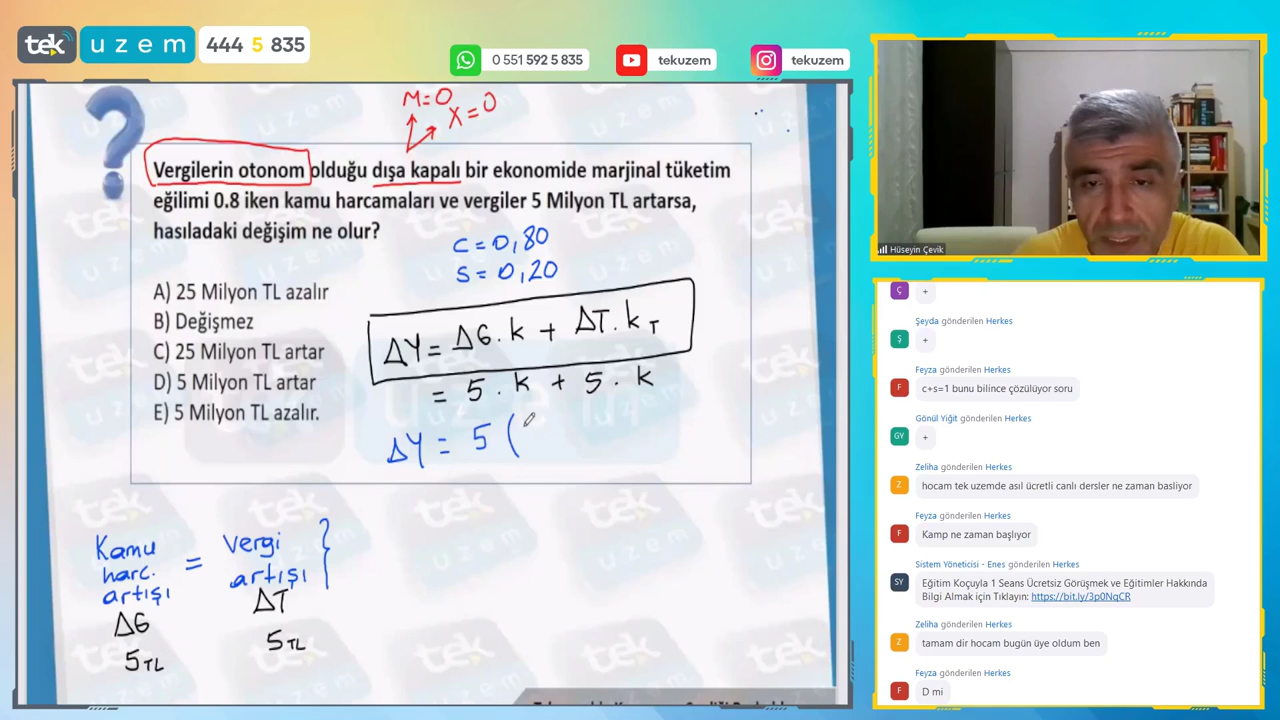 tek uzem 444 5 835
0 551 592 5 835 tekuzem tekuzem
M=0
X=0
Vergilerin otonom olduğu dışa kapalı bir ekonomide marjinal tüketim
eğilimi 0.8 iken kamu harcamaları ve vergiler 5 Milyon TL artarsa,
hasıladaki değişim ne olur?
c = 0,80
s = 0,20
A) 25 Milyon TL azalır
B) Değişmez
C) 25 Milyon TL artar
D) 5 Milyon TL artar
E) 5 Milyon TL azalır.
ΔY = ΔG . k + ΔT . k T
= 5 . k + 5 . k
ΔY = 5 (
Kamu
harc.
artışı
=
Vergi
artışı }
ΔG
5 TL
ΔT
5 TL
Hüseyin Çevik
Ç +
Şeyda gönderilen Herkes
Ş +
Feyza gönderilen Herkes
F c+s=1 bunu bilince çözülüyor soru
Gönül Yiğit gönderilen Herkes
GY +
Zeliha gönderilen Herkes
Z hocam tek uzemde asıl ücretli canlı dersler ne zaman basliyor
Feyza gönderilen Herkes
F Kamp ne zaman başlıyor
Sistem Yöneticisi - Enes gönderilen Herkes
SY Eğitim Koçuyla 1 Seans Ücretsiz Görüşmek ve Eğitimler Hakkında
Bilgi Almak için Tıklayın: https://bit.ly/3p0NqCR
Zeliha gönderilen Herkes
Z tamam dir hocam bugün üye oldum ben
Feyza gönderilen Herkes
F D mi